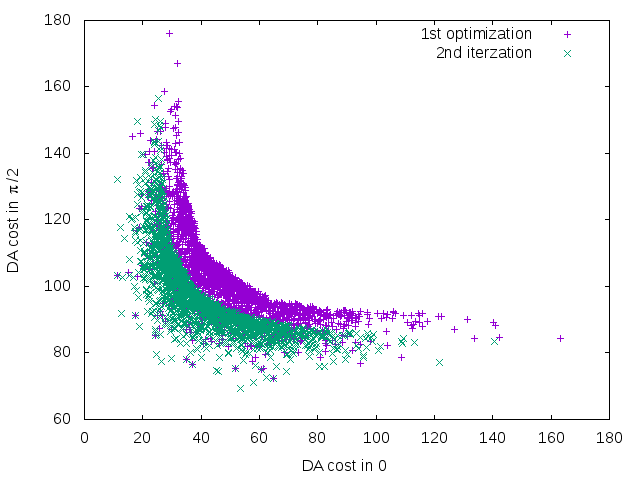 180
160
140
120
100
80
60
0 20 40 60 80 100 120 140 160 180
DA cost in π/2
DA cost in 0
1st optimization
2nd iterzation